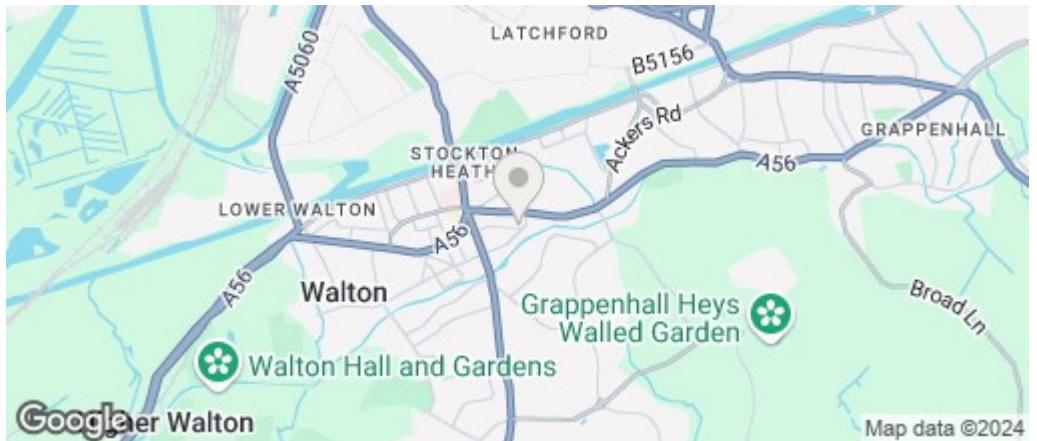 LATCHFORD
A5060
B5156
Ackers Rd
GRAPPENHALL
STOCKTON
HEATH
A56
LOWER WALTON
A56
A56
Walton
Grappenhall Heys
Walled Garden
Broad Ln
Walton Hall and Gardens
Google
Walton
Map data ©2024